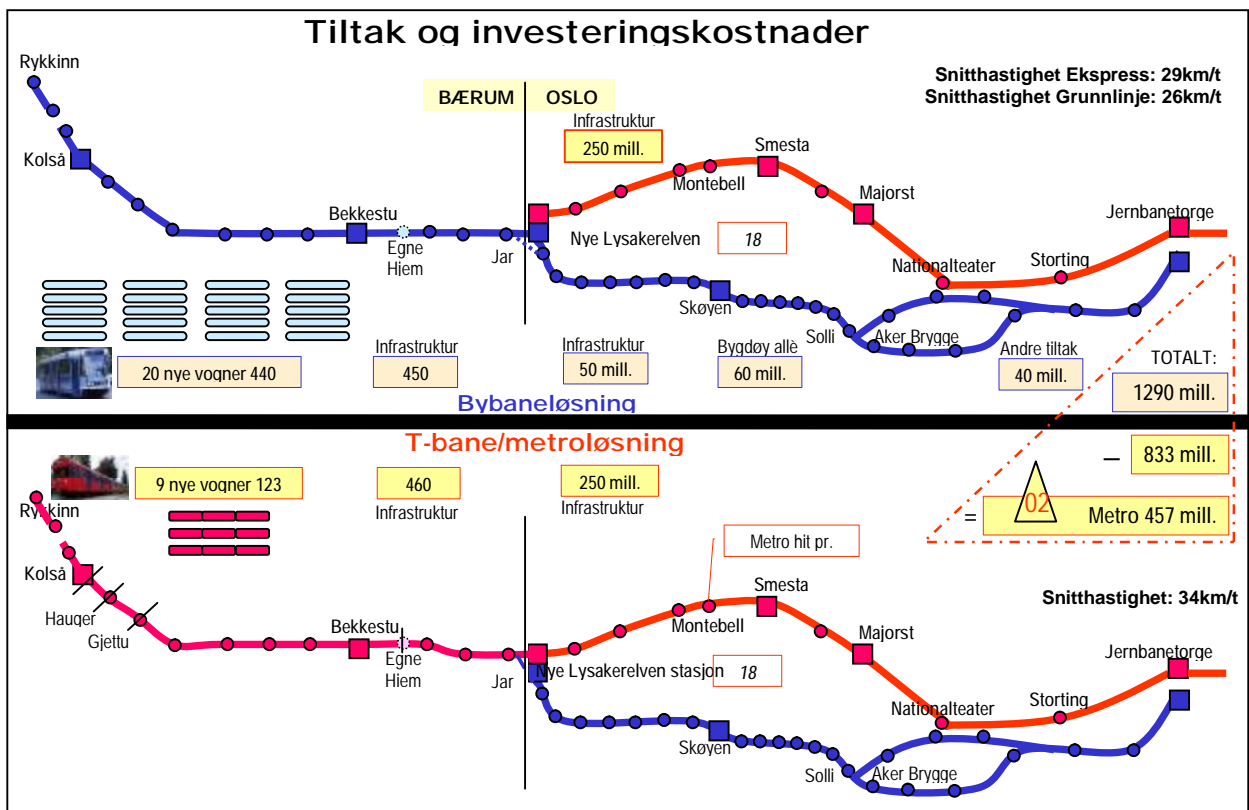 Tiltak og investeringskostnader
Rykkinn
Snitthastighet Ekspress: 29km/t
Snitthastighet Grunnlinje: 26km/t
BÆRUM
OSLO
Infrastruktur
250 mill.
Smesta
Kolså
Montebell
Majorst
Bekkestu
Jernbanetorge
Egne
Hiem
Jar
Nye Lysakerelven
18
Nationalteater
Storting
Skøyen
Solli
Aker Brygge
20 nye vogner 440
Infrastruktur
450
Infrastruktur
50 mill.
Bygdøy allè
60 mill.
Andre tiltak
40 mill.
TOTALT:
1290 mill.
Bybaneløsning
T-bane/metroløsning
– 833 mill.
9 nye vogner 123
460
Infrastruktur
250 mill.
Infrastruktur
= 02 Metro 457 mill.
Rykkinn
Metro hit pr.
Kolså
Smesta
Snitthastighet: 34km/t
Hauger
Montebell
Gjettu
Bekkestu
Majorst
Jernbanetorge
Egne
Hiem
Jar
Nye Lysakerelven stasjon
18
Nationalteater
Storting
Skøyen
Solli
Aker Brygge